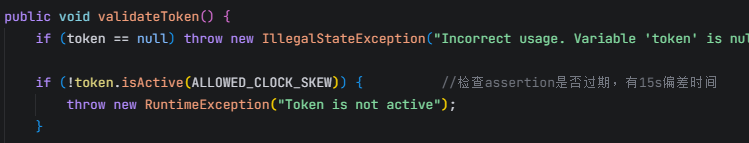 public void validateToken() {
if (token == null) throw new IllegalStateException("Incorrect usage. Variable 'token' is
if (!token.isActive(ALLOWED_CLOCK_SKEW)) { //检查assertion是否过期，有15s偏差时间
throw new RuntimeException("Token is not active");
}